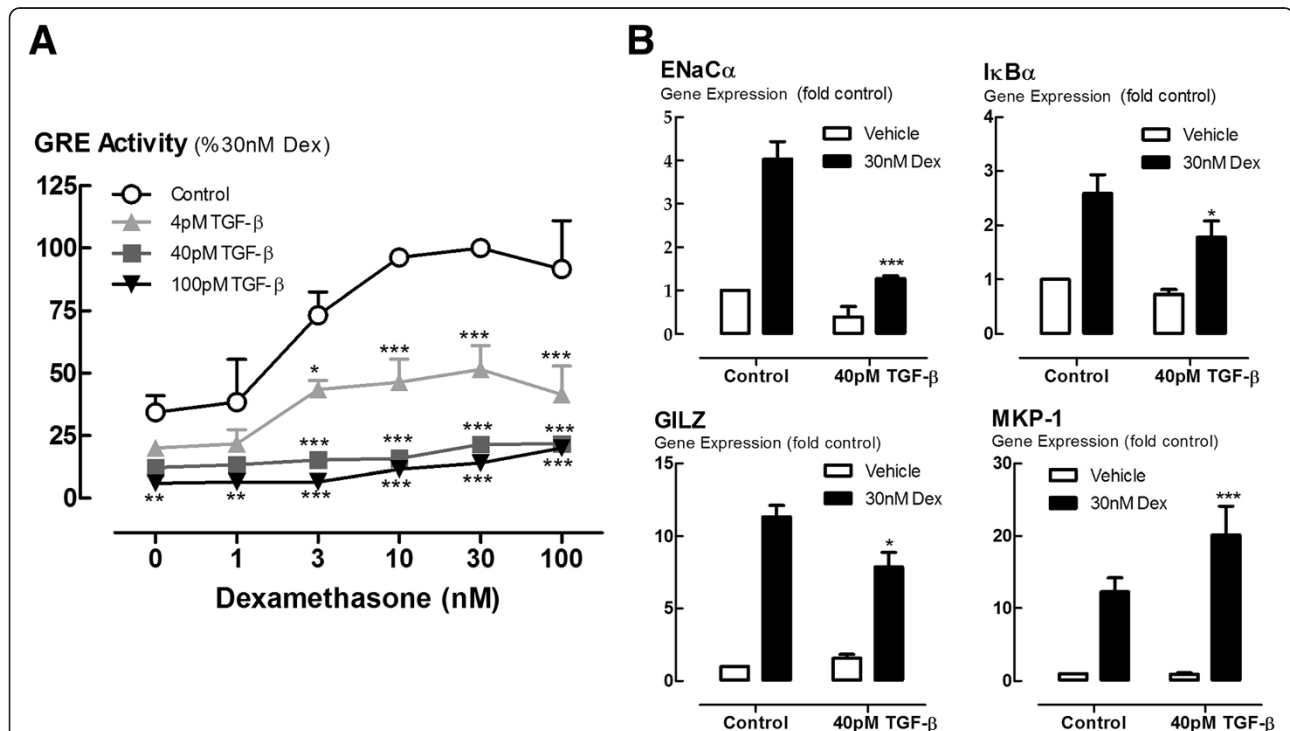 A
GRE Activity (%30nM Dex)
125
100
75
50
25
0
Control
4pM TGF-β
40pM TGF-β
100pM TGF-β
* *** *** ***
*** *** *** ***
** ** *** *** *** ***
0 1 3 10 30 100
Dexamethasone (nM)
B
ENaCα
Gene Expression (fold control)
5
4
3
2
1
0
Vehicle
30nM Dex
***
Control 40pM TGF-β
IκBα
Gene Expression (fold control)
4
3
2
1
0
Vehicle
30nM Dex
*
Control 40pM TGF-β
GILZ
Gene Expression (fold control)
15
10
5
0
Vehicle
30nM Dex
*
Control 40pM TGF-β
MKP-1
Gene Expression (fold control)
30
20
10
0
Vehicle
30nM Dex
***
Control 40pM TGF-β